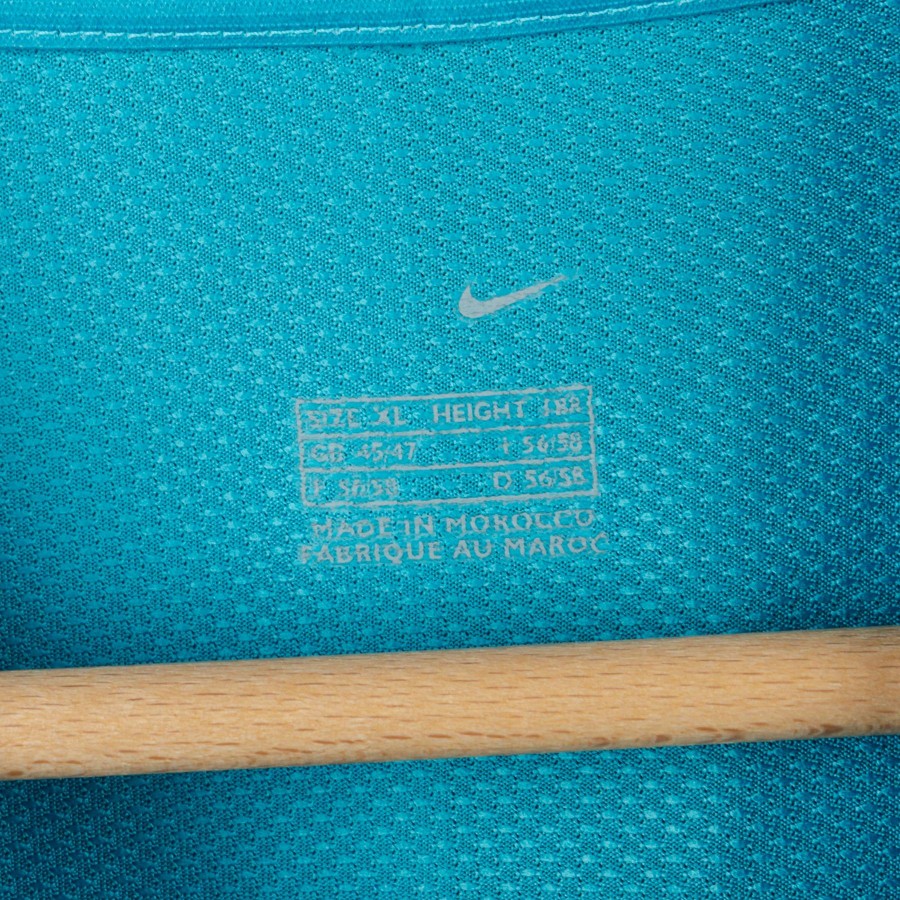 SIZE XL HEIGHT 188
GB 45/47 I 56/58
F 56/58 D 56/58
MADE IN MOROCCO
FABRIQUE AU MAROC